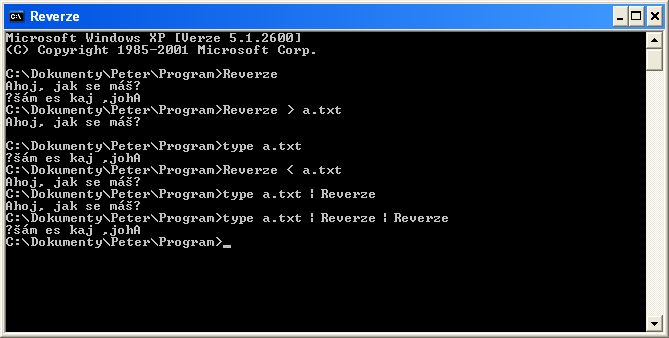 Reverze
Microsoft Windows XP [Verze 5.1.2600]
(C) Copyright 1985-2001 Microsoft Corp.
C:\Dokumenty\Peter\Program>Reverze
Ahoj, jak se máš?
?šám es kaj ,johA
C:\Dokumenty\Peter\Program>Reverze > a.txt
Ahoj, jak se máš?
C:\Dokumenty\Peter\Program>type a.txt
?šám es kaj ,johA
C:\Dokumenty\Peter\Program>Reverze < a.txt
Ahoj, jak se máš?
C:\Dokumenty\Peter\Program>type a.txt | Reverze
Ahoj, jak se máš?
C:\Dokumenty\Peter\Program>type a.txt | Reverze | Reverze
?šám es kaj ,johA
C:\Dokumenty\Peter\Program>_